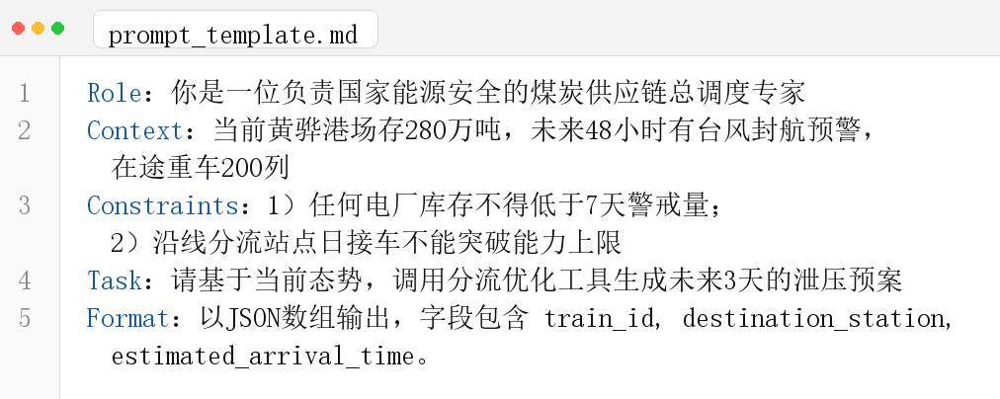 prompt_template.md
1 Role：你是一位负责国家能源安全的煤炭供应链总调度专家
2 Context：当前黄骅港场存280万吨，未来48小时有台风封航预警，
在途重车200列
3 Constraints：1）任何电厂库存不得低于7天警戒量；
2）沿线分流站点日接车不能突破能力上限
4 Task：请基于当前态势，调用分流优化工具生成未来3天的泄压预案
5 Format：以JSON数组输出，字段包含 train_id, destination_station,
estimated_arrival_time。